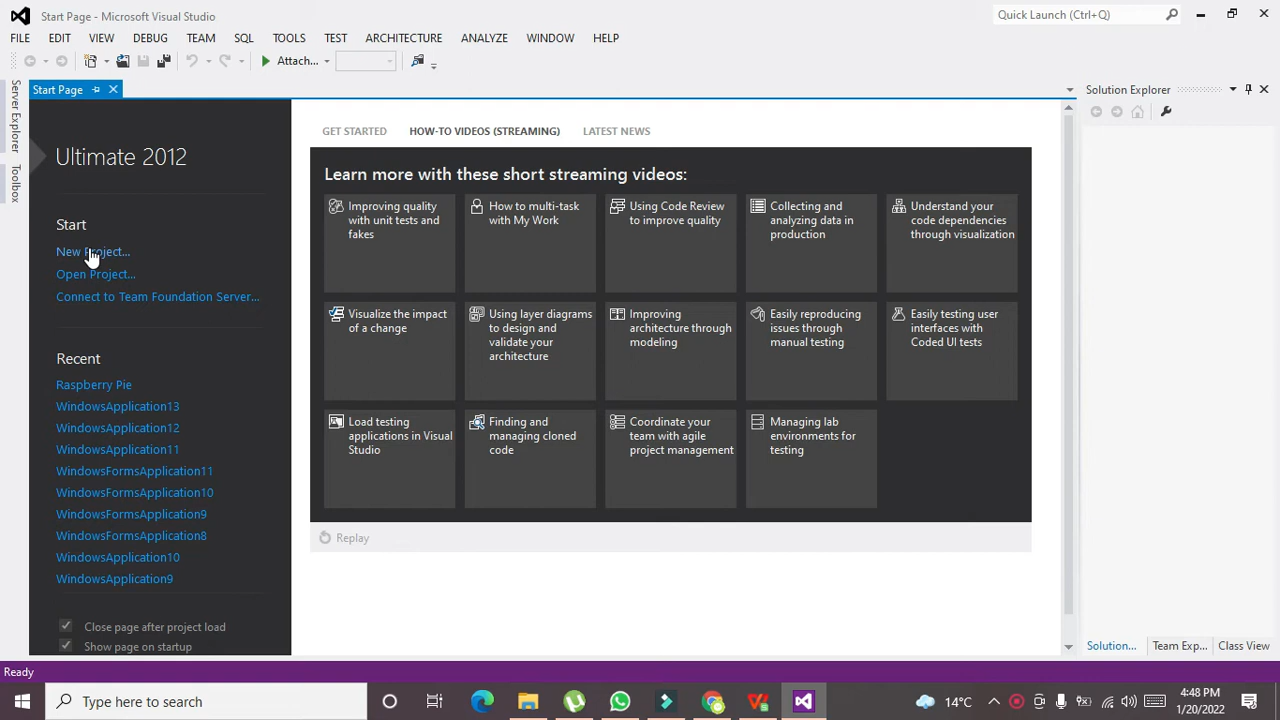 Start Page - Microsoft Visual Studio
Quick Launch (Ctrl+Q)
FILE EDIT VIEW DEBUG TEAM SQL TOOLS TEST ARCHITECTURE ANALYZE WINDOW HELP
Attach...
Server Explorer
Toolbox
Start Page
Ultimate 2012
Start
New Project...
Open Project...
Connect to Team Foundation Server...
Recent
Raspberry Pie
WindowsApplication13
WindowsApplication12
WindowsApplication11
WindowsFormsApplication11
WindowsFormsApplication10
WindowsFormsApplication9
WindowsFormsApplication8
WindowsApplication10
WindowsApplication9
Close page after project load
Show page on startup
GET STARTED HOW-TO VIDEOS (STREAMING) LATEST NEWS
Learn more with these short streaming videos:
Improving quality
with unit tests and
fakes
How to multi-task
with My Work
Using Code Review
to improve quality
Collecting and
analyzing data in
production
Understand your
code dependencies
through visualization
Visualize the impact
of a change
Using layer diagrams
to design and
validate your
architecture
Improving
architecture through
modeling
Easily reproducing
issues through
manual testing
Easily testing user
interfaces with
Coded UI tests
Load testing
applications in Visual
Studio
Finding and
managing cloned
code
Coordinate your
team with agile
project management
Managing lab
environments for
testing
Replay
Solution Explorer
Solution... Team Exp... Class View
Ready
Type here to search
14°C
4:48 PM
1/20/2022